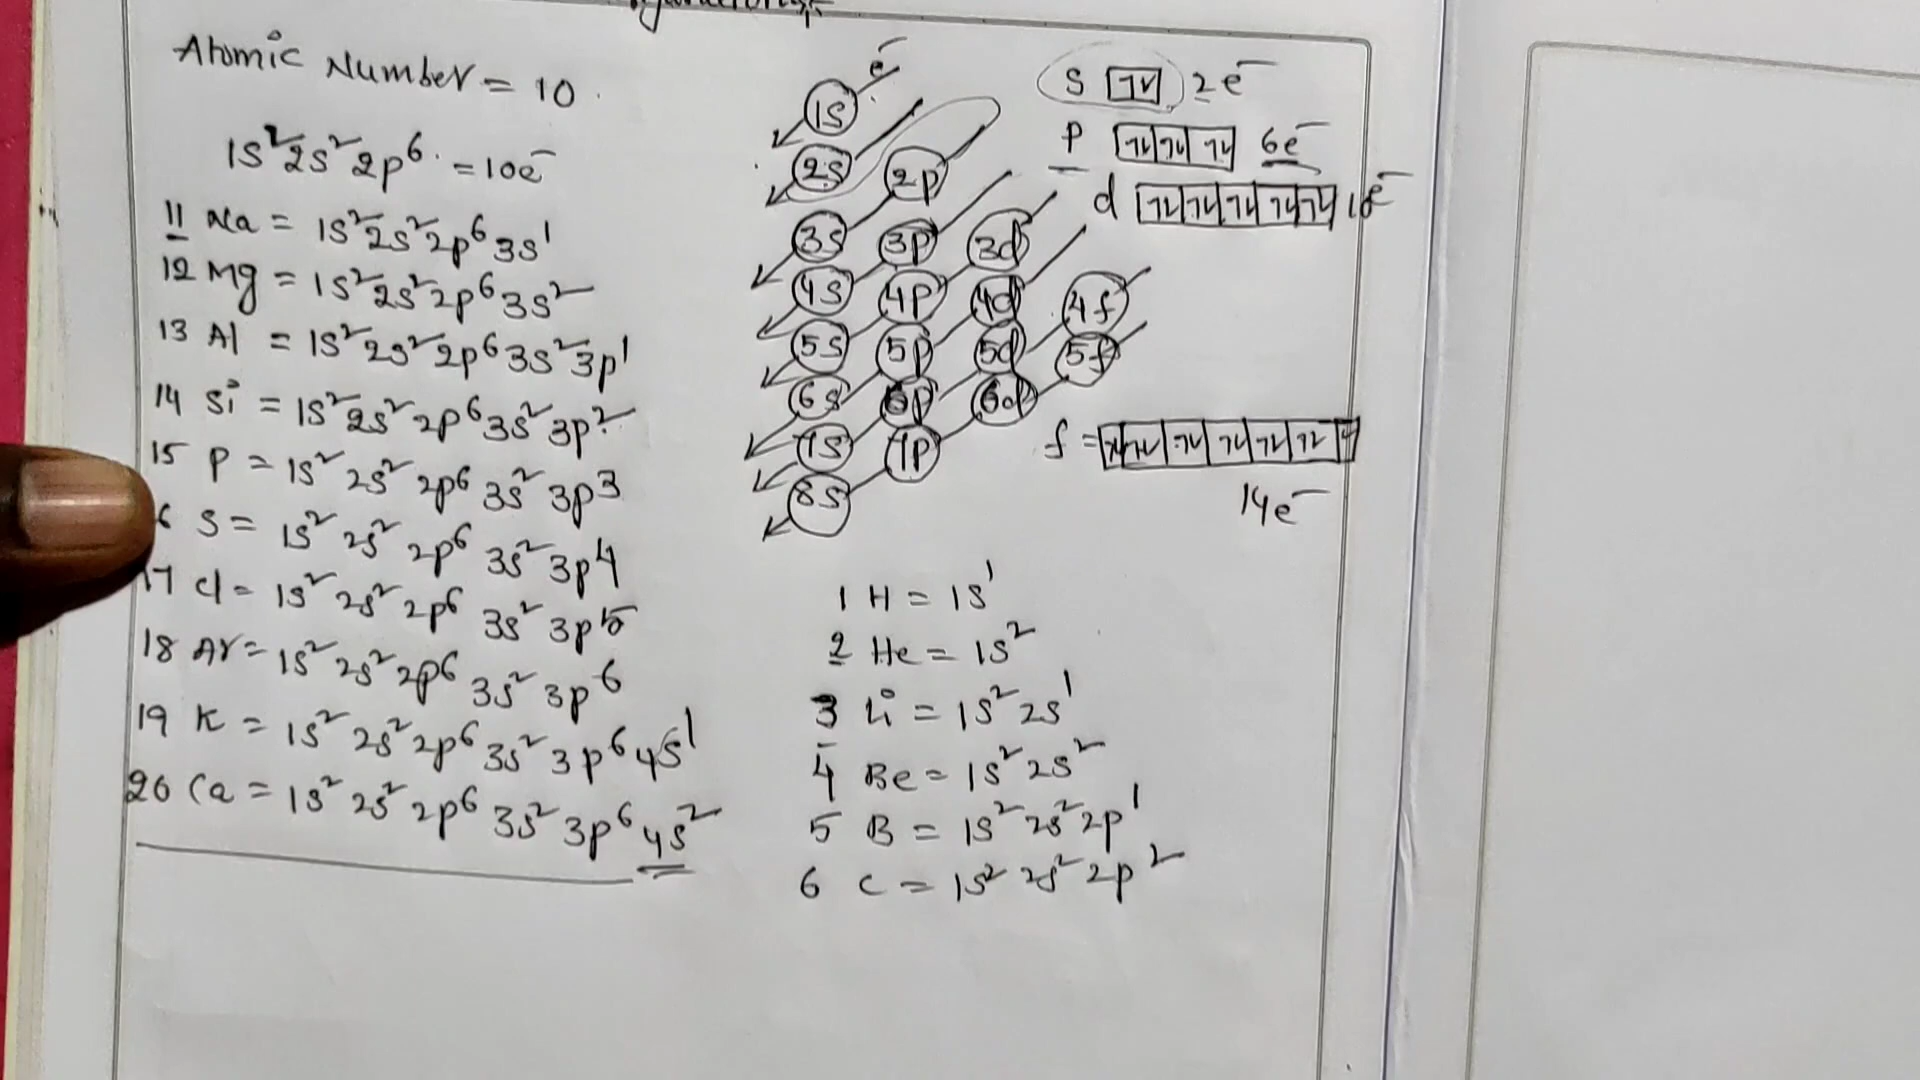 Atomic Number = 10
1s² 2s² 2p⁶ = 10e⁻
11 Na = 1s² 2s² 2p⁶ 3s¹
12 Mg = 1s² 2s² 2p⁶ 3s²
13 Al = 1s² 2s² 2p⁶ 3s² 3p¹
14 Si = 1s² 2s² 2p⁶ 3s² 3p²
15 P = 1s² 2s² 2p⁶ 3s² 3p³
6 S = 1s² 2s² 2p⁶ 3s² 3p⁴
17 Cl = 1s² 2s² 2p⁶ 3s² 3p⁵
18 Ar = 1s² 2s² 2p⁶ 3s² 3p⁶
19 K = 1s² 2s² 2p⁶ 3s² 3p⁶ 4s¹
20 Ca = 1s² 2s² 2p⁶ 3s² 3p⁶ 4s²
e⁻
1s
2s 2p
3s 3p 3d
4s 4p 4d 4f
5s 5p 5d 5f
6s 6p 6d
7s 7p
8s
s 2e⁻
p 6e⁻
d 10e⁻
f =
14e⁻
1 H = 1s¹
2 He = 1s²
3 Li = 1s² 2s¹
4 Be = 1s² 2s²
5 B = 1s² 2s² 2p¹
6 C = 1s² 2s² 2p²